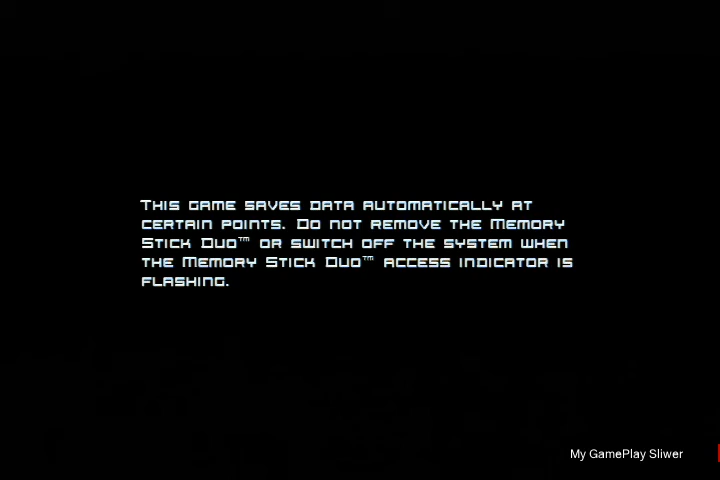 This game saves data automatically at
certain points. Do not remove the Memory
Stick Duo™ or switch off the system when
the Memory Stick Duo™ access indicator is
flashing.
My GamePlay Sliwer